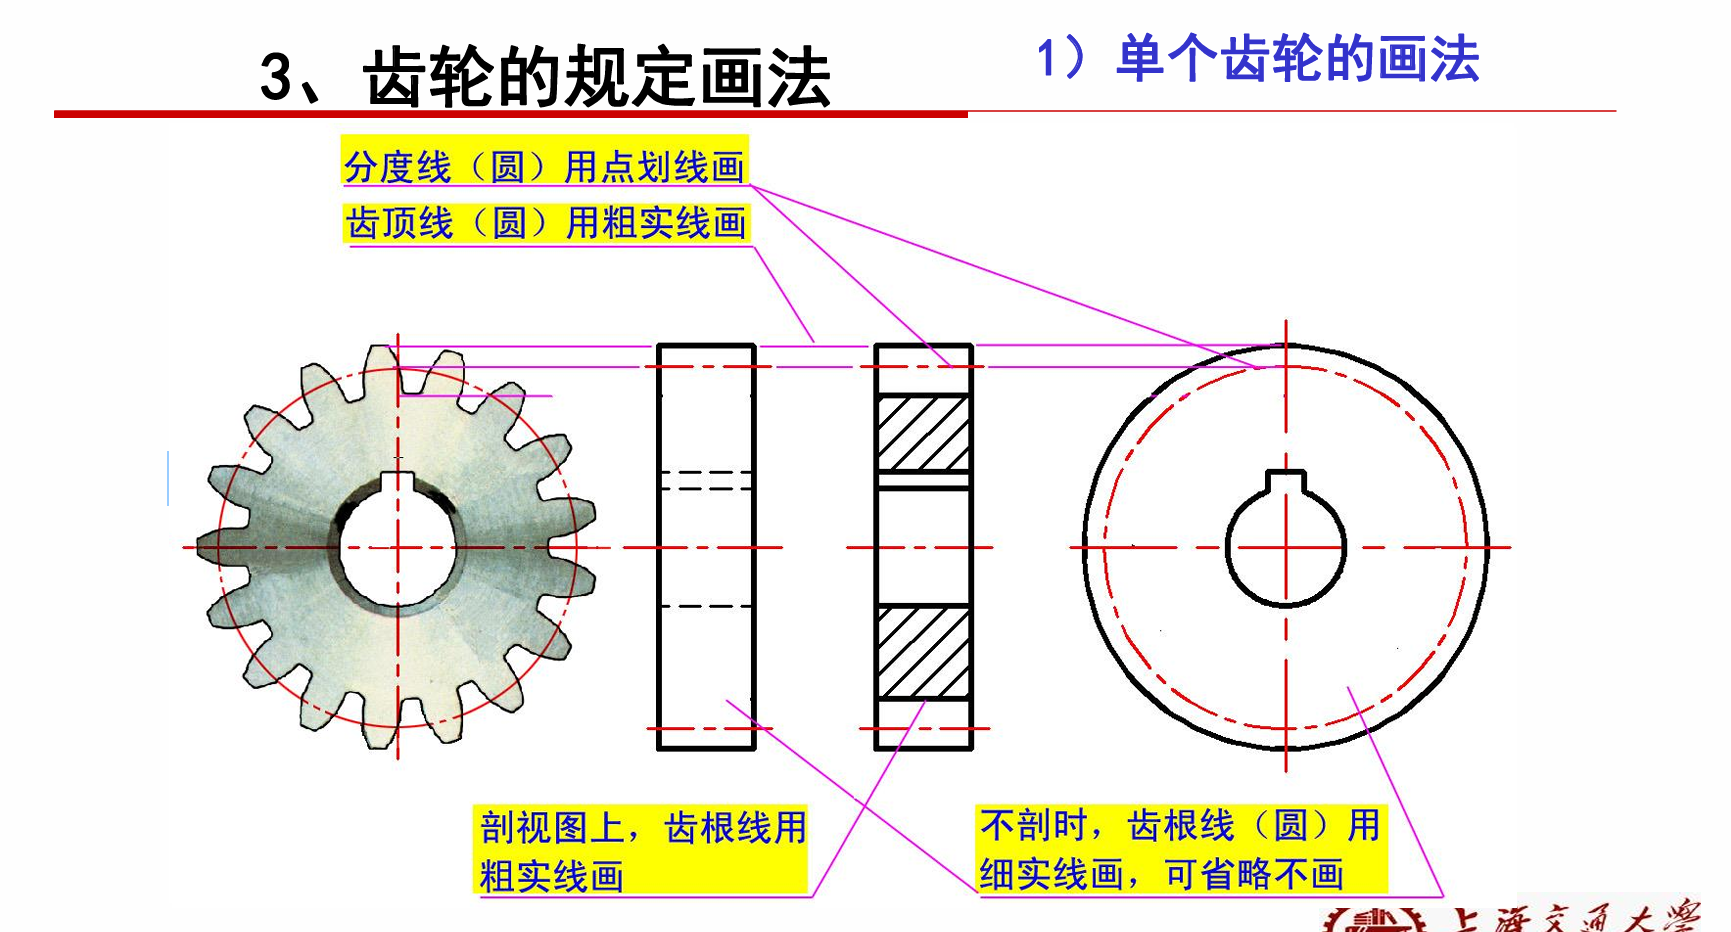 3、齿轮的规定画法
1）单个齿轮的画法
分度线（圆）用点划线画
齿顶线（圆）用粗实线画
剖视图上，齿根线用
粗实线画
不剖时，齿根线（圆）用
细实线画，可省略不画
上海交通大学